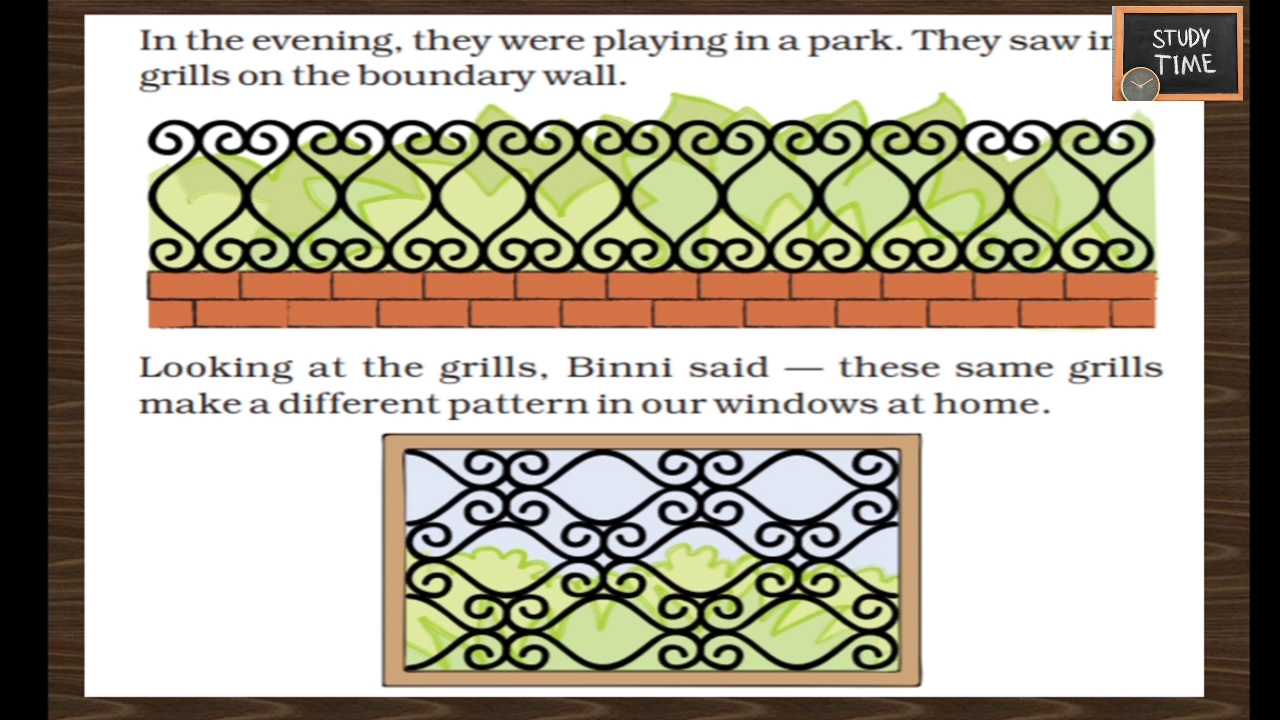 In the evening, they were playing in a park. They saw
grills on the boundary wall.
STUDY
TIME
Looking at the grills, Binni said — these same grills
make a different pattern in our windows at home.